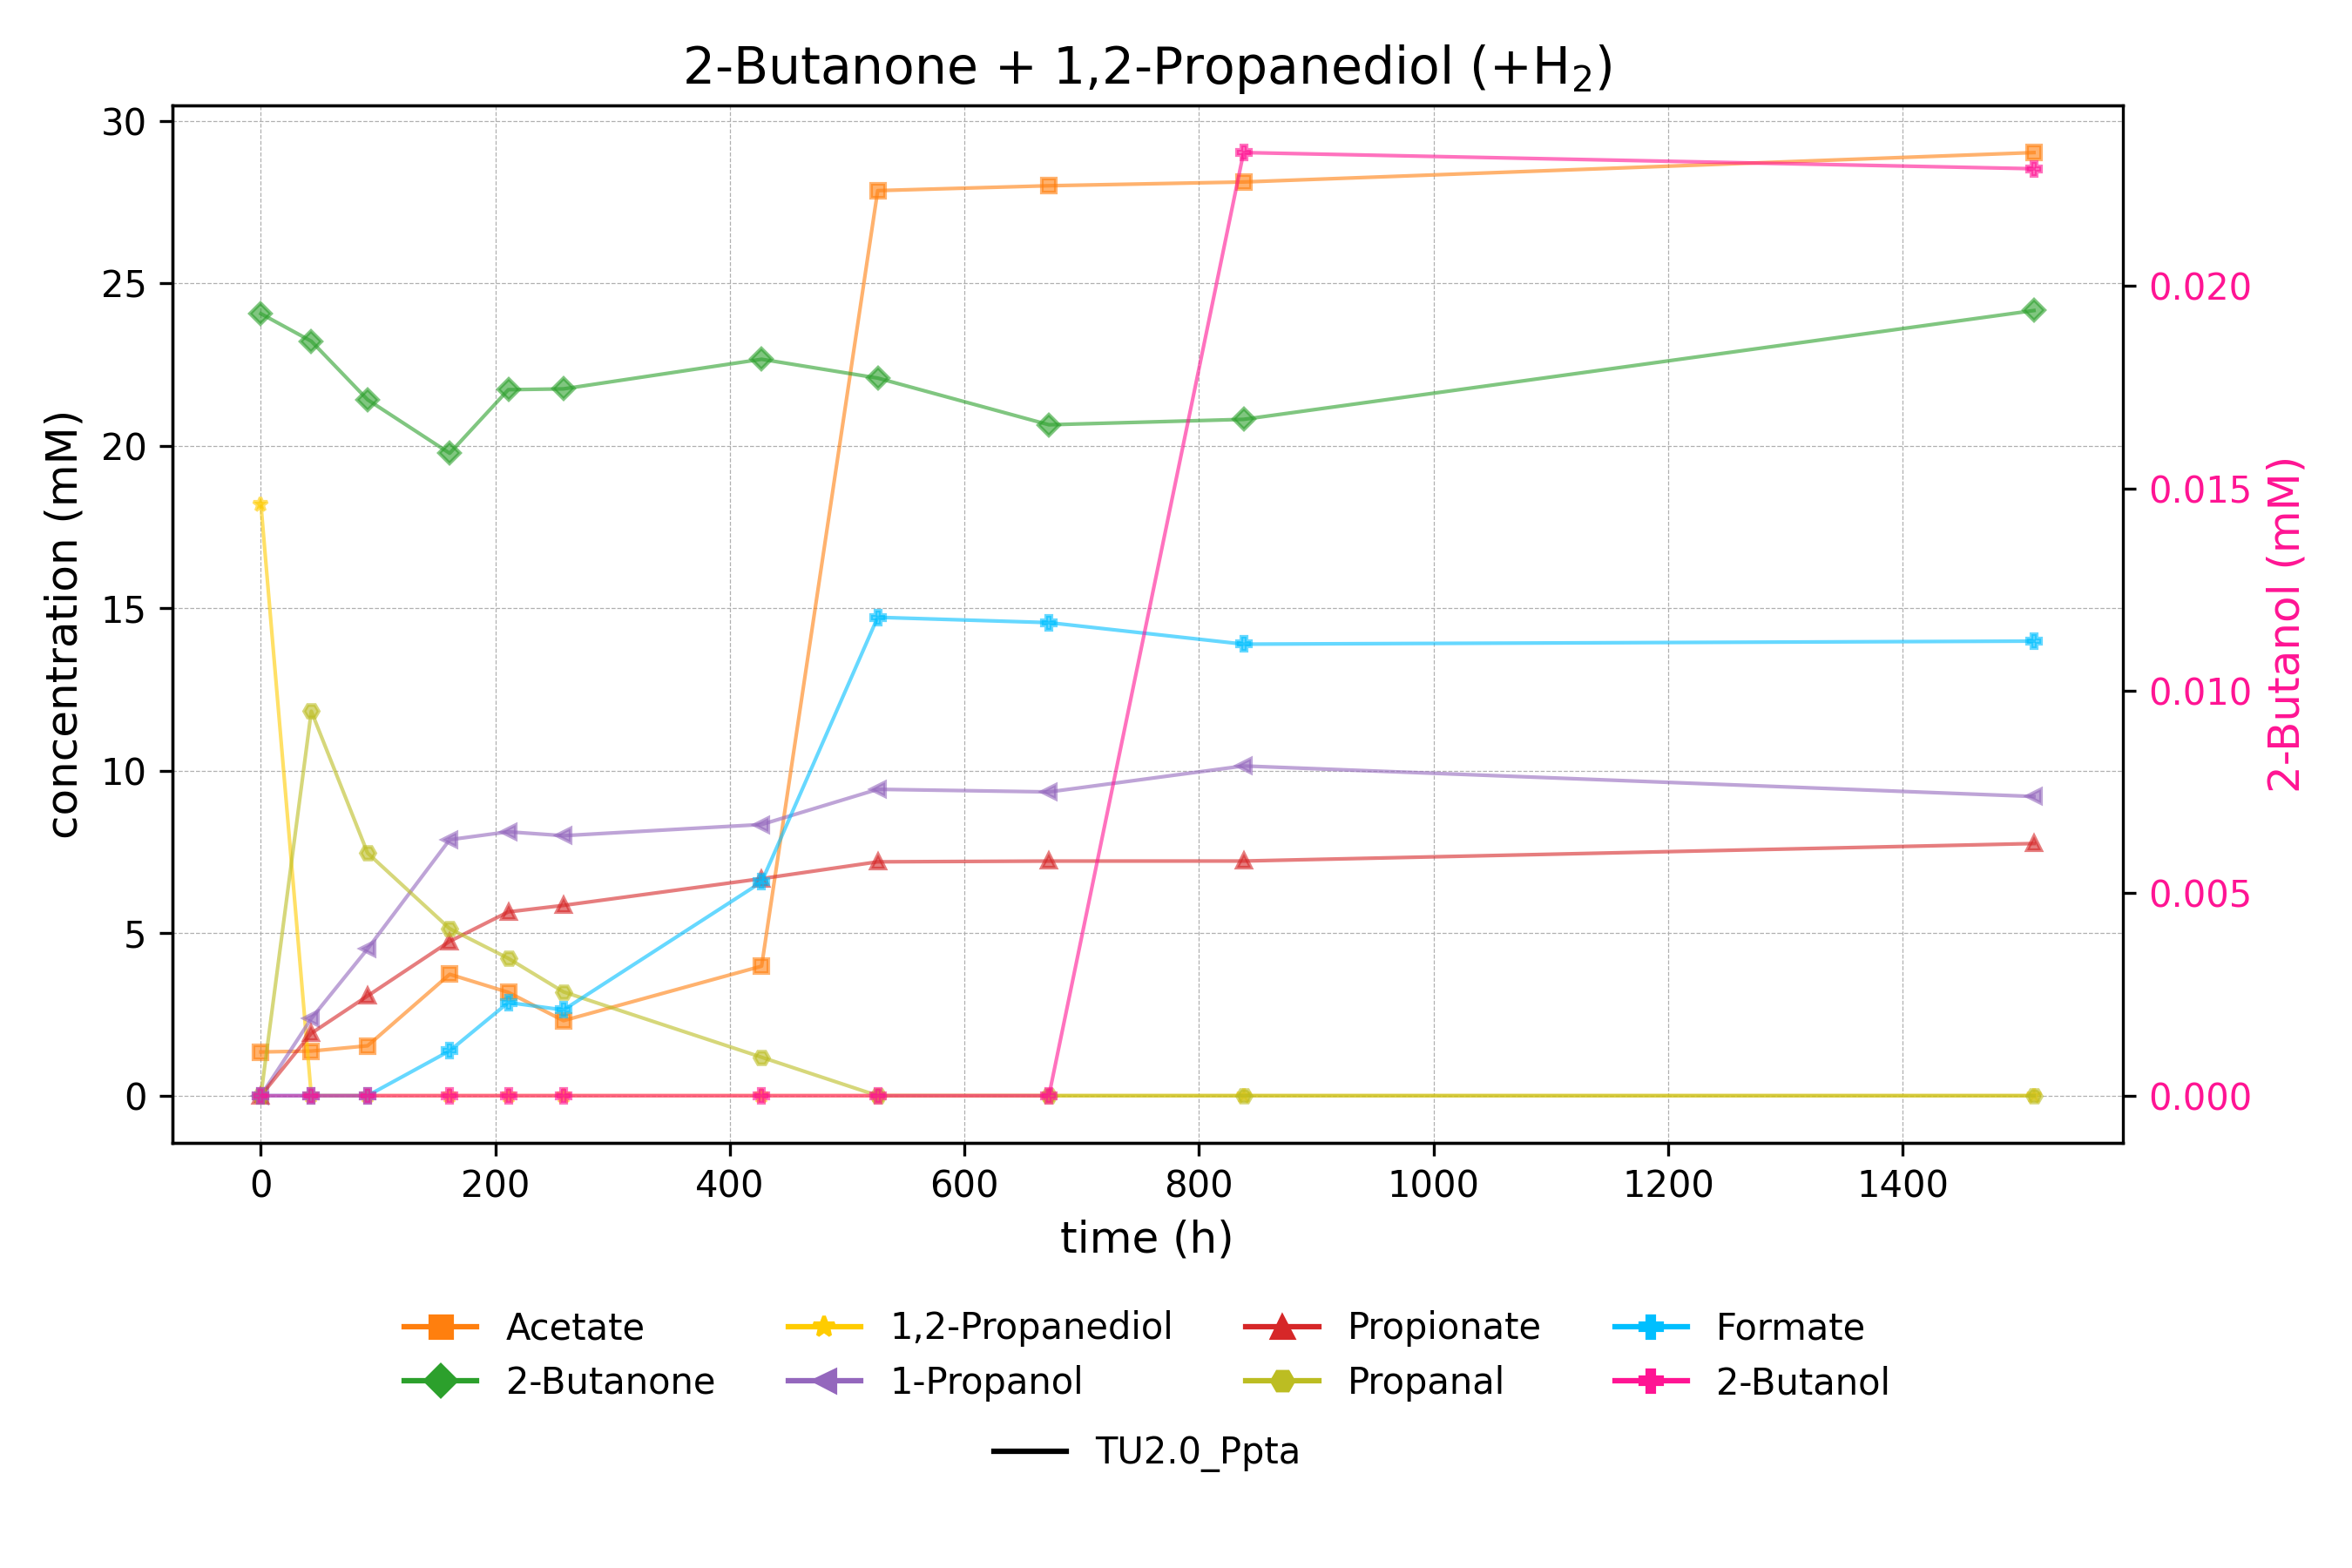 2-Butanone + 1,2-Propanediol (+H₂)
30
25
20
15
10
5
0
concentration (mM)
0.020
0.015
0.010
0.005
0.000
2-Butanol (mM)
0 200 400 600 800 1000 1200 1400
time (h)
Acetate 1,2-Propanediol Propionate Formate
2-Butanone 1-Propanol Propanal 2-Butanol
TU2.0_Ppta